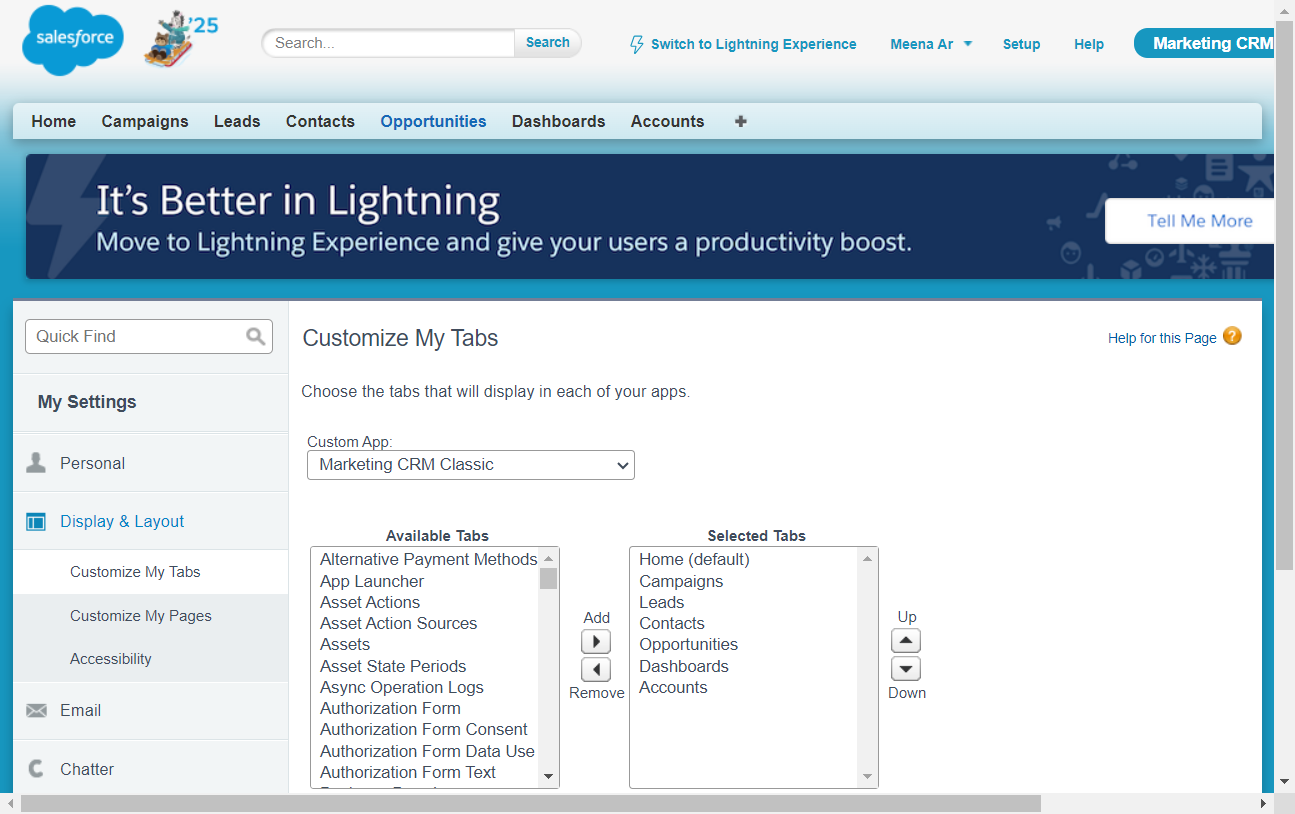 salesforce
'25
Search...
Search
Switch to Lightning Experience
Meena Ar
Setup
Help
Marketing CRM
Home Campaigns Leads Contacts Opportunities Dashboards Accounts +
It's Better in Lightning
Move to Lightning Experience and give your users a productivity boost.
Tell Me More
Quick Find
My Settings
Personal
Display & Layout
Customize My Tabs
Customize My Pages
Accessibility
Email
Chatter
Customize My Tabs
Help for this Page
?
Choose the tabs that will display in each of your apps.
Custom App:
Marketing CRM Classic
Available Tabs
Alternative Payment Methods
App Launcher
Asset Actions
Asset Action Sources
Assets
Asset State Periods
Async Operation Logs
Authorization Form
Authorization Form Consent
Authorization Form Data Use
Authorization Form Text
Add
Remove
Selected Tabs
Home (default)
Campaigns
Leads
Contacts
Opportunities
Dashboards
Accounts
Up
Down